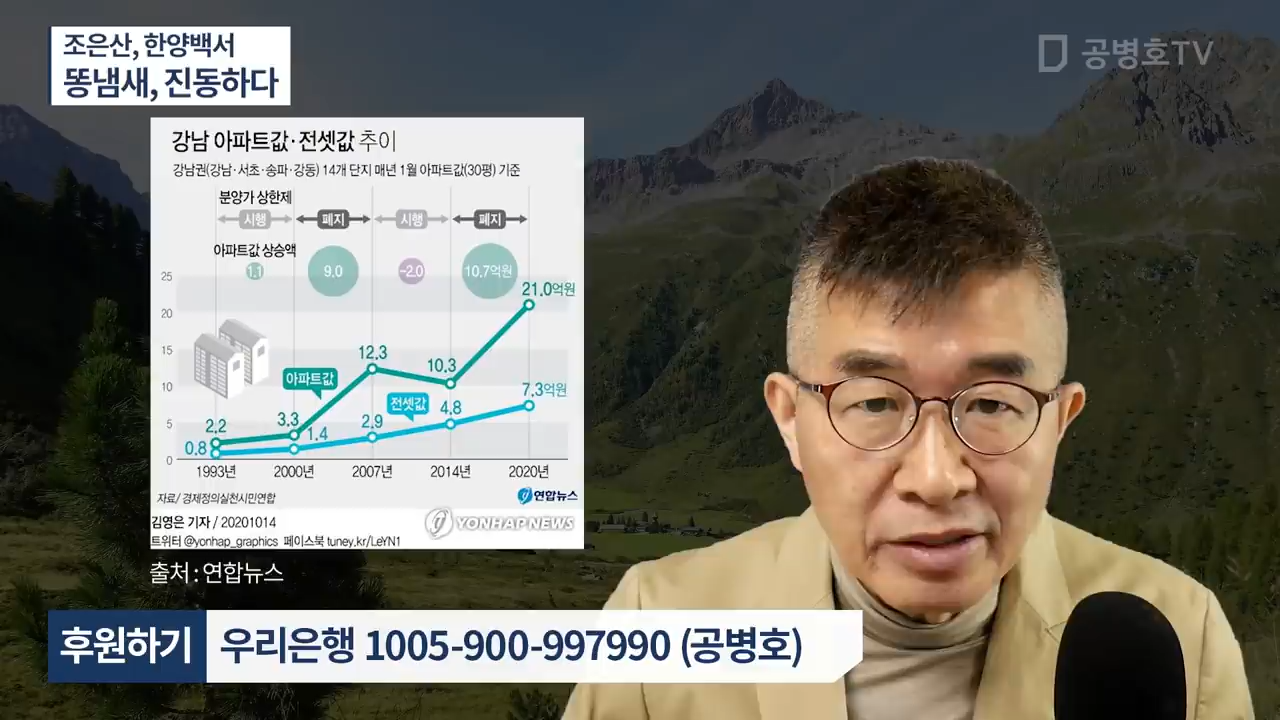 조은산, 한양백서
똥냄새, 진동하다
공병호TV
강남 아파트값·전셋값 추이
강남권(강남·서초·송파·강동) 14개 단지 매년 1월 아파트값(30평) 기준
분양가 상한제
시행 폐지 시행 폐지
아파트값 상승액
1.1 9.0 -2.0 10.7억원
25
20
15
10
5
0
21.0억원
12.3
10.3
아파트값
7.3억원
전셋값
4.8
2.2
3.3
2.9
0.8
1.4
1993년 2000년 2007년 2014년 2020년
자료/ 경제정의실천시민연합
연합뉴스
김영은 기자 / 20201014
YONHAP NEWS
트위터 @yonhap_graphics 페이스북 tuney.kr/LeYN1
출처 : 연합뉴스
후원하기 우리은행 1005-900-997990 (공병호)